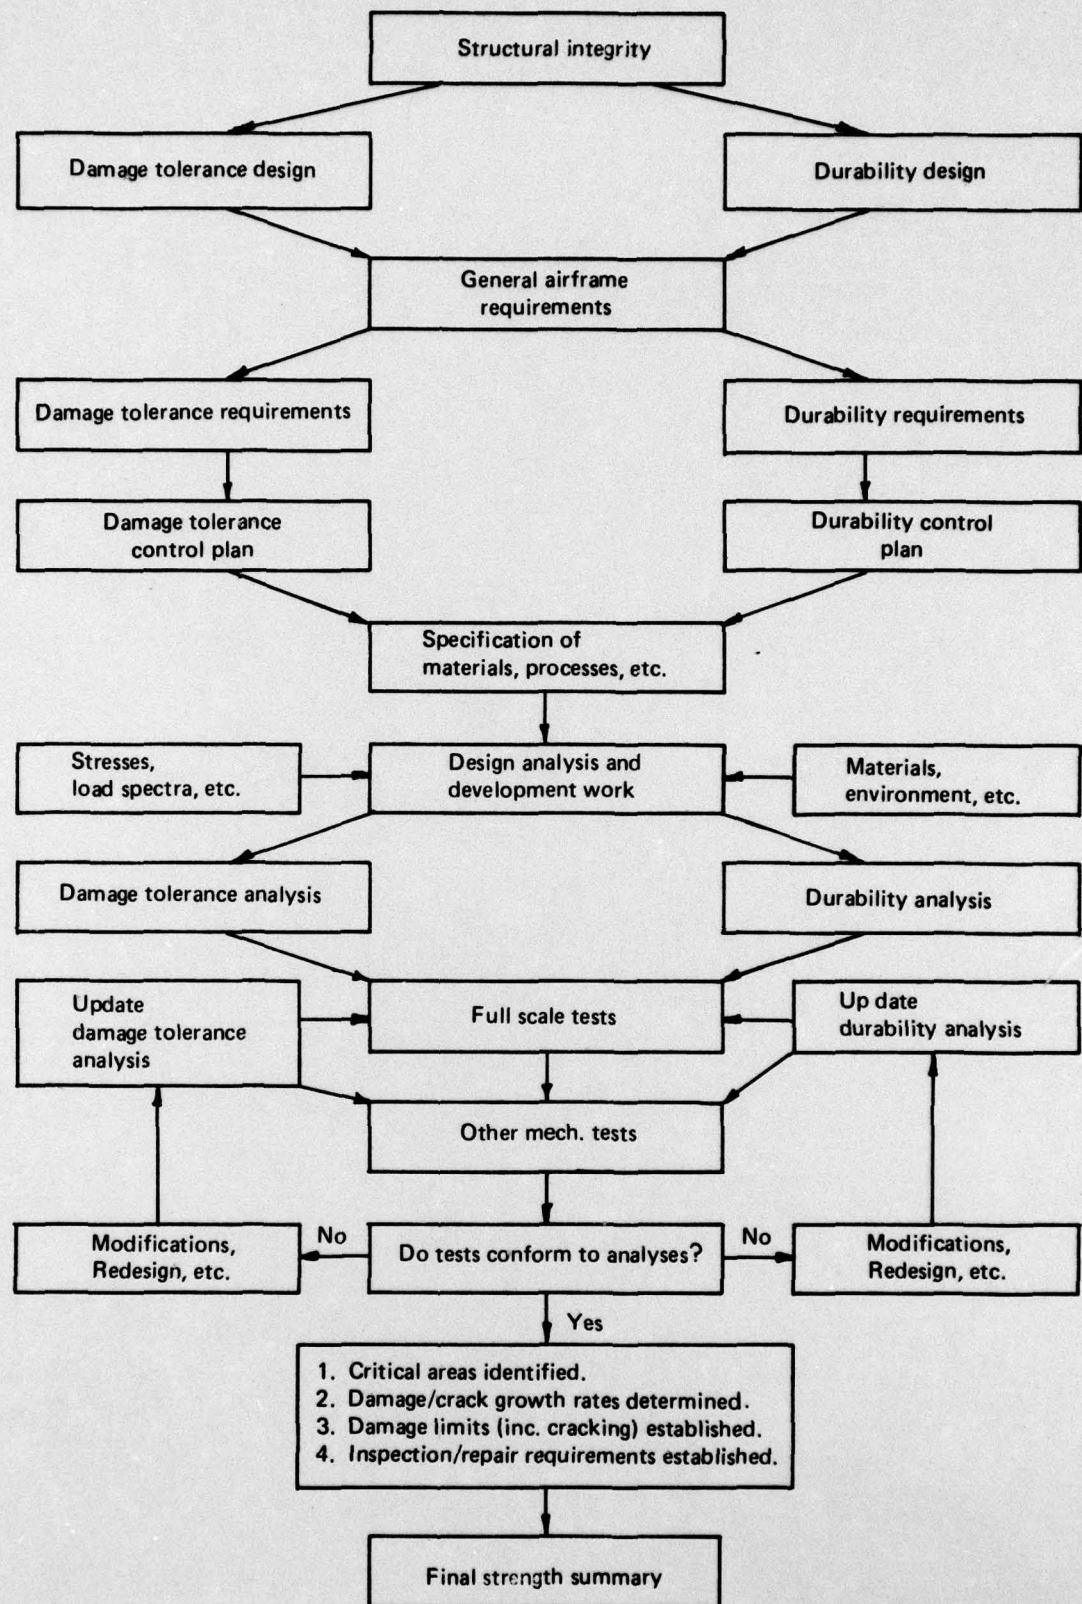 Structural integrity
Damage tolerance design
Durability design
General airframe
requirements
Damage tolerance requirements
Durability requirements
Damage tolerance
control plan
Durability control
plan
Specification of
materials, processes, etc.
Stresses,
load spectra, etc.
Design analysis and
development work
Materials,
environment, etc.
Damage tolerance analysis
Durability analysis
Update
damage tolerance
analysis
Full scale tests
Up date
durability analysis
Other mech. tests
Modifications,
Redesign, etc.
No
Do tests conform to analyses?
No
Modifications,
Redesign, etc.
Yes
1. Critical areas identified.
2. Damage/crack growth rates determined.
3. Damage limits (inc. cracking) established.
4. Inspection/repair requirements established.
Final strength summary